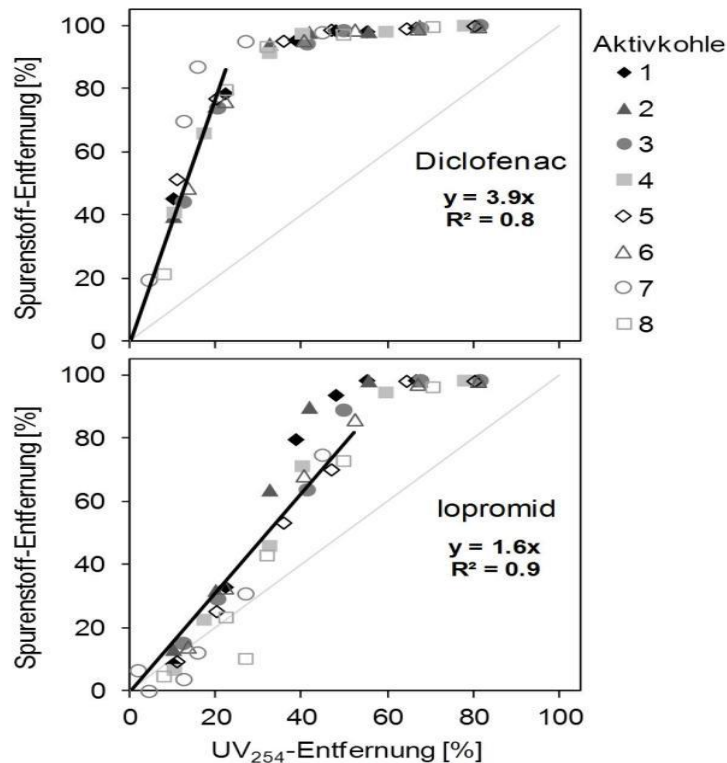 Spurenstoff-Entfernung [%]
100
80
60
40
20
0
Diclofenac
y = 3.9x
R² = 0.8
Aktivkohle
1
2
3
4
5
6
7
8
Spurenstoff-Entfernung [%]
100
80
60
40
20
0
Iopromid
y = 1.6x
R² = 0.9
0 20 40 60 80 100
UV₂₅₄-Entfernung [%]